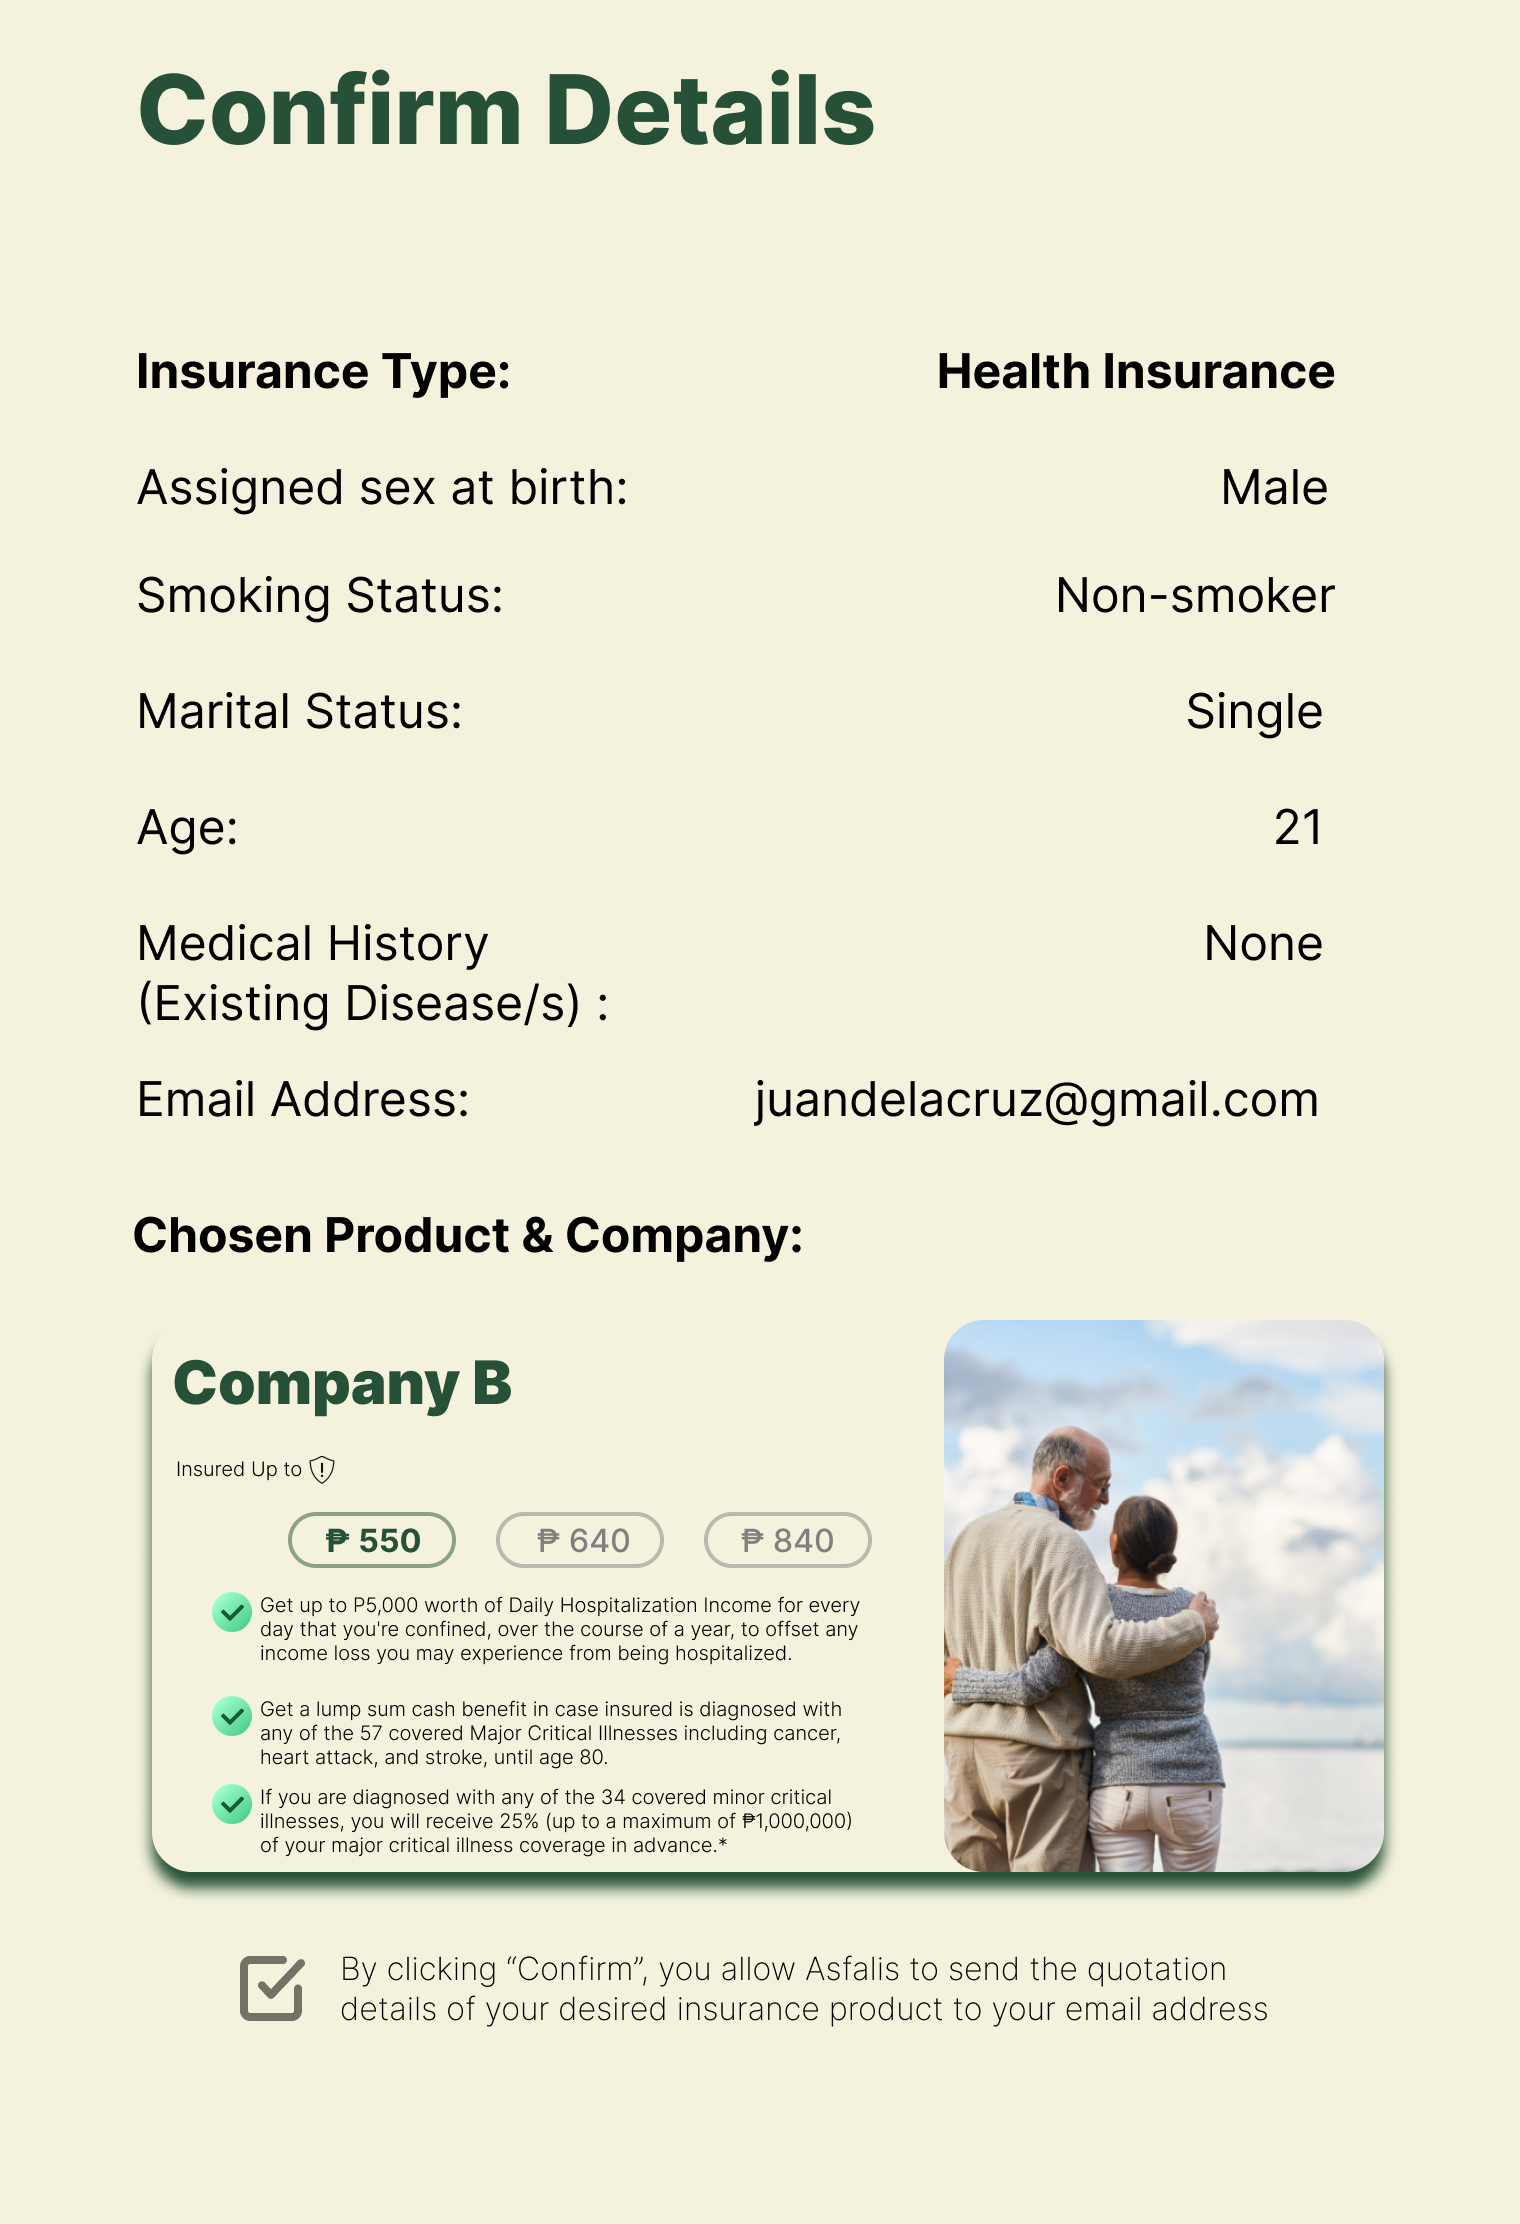 Confirm Details
Insurance Type: Health Insurance
Assigned sex at birth: Male
Smoking Status: Non-smoker
Marital Status: Single
Age: 21
Medical History None
(Existing Disease/s) :
Email Address: juandelacruz@gmail.com
Chosen Product & Company:
Company B
Insured Up to
₱ 550 ₱ 640 ₱ 840
Get up to P5,000 worth of Daily Hospitalization Income for every
day that you're confined, over the course of a year, to offset any
income loss you may experience from being hospitalized.
Get a lump sum cash benefit in case insured is diagnosed with
any of the 57 covered Major Critical Illnesses including cancer,
heart attack, and stroke, until age 80.
If you are diagnosed with any of the 34 covered minor critical
illnesses, you will receive 25% (up to a maximum of ₱1,000,000)
of your major critical illness coverage in advance.*
By clicking “Confirm”, you allow Asfalis to send the quotation
details of your desired insurance product to your email address